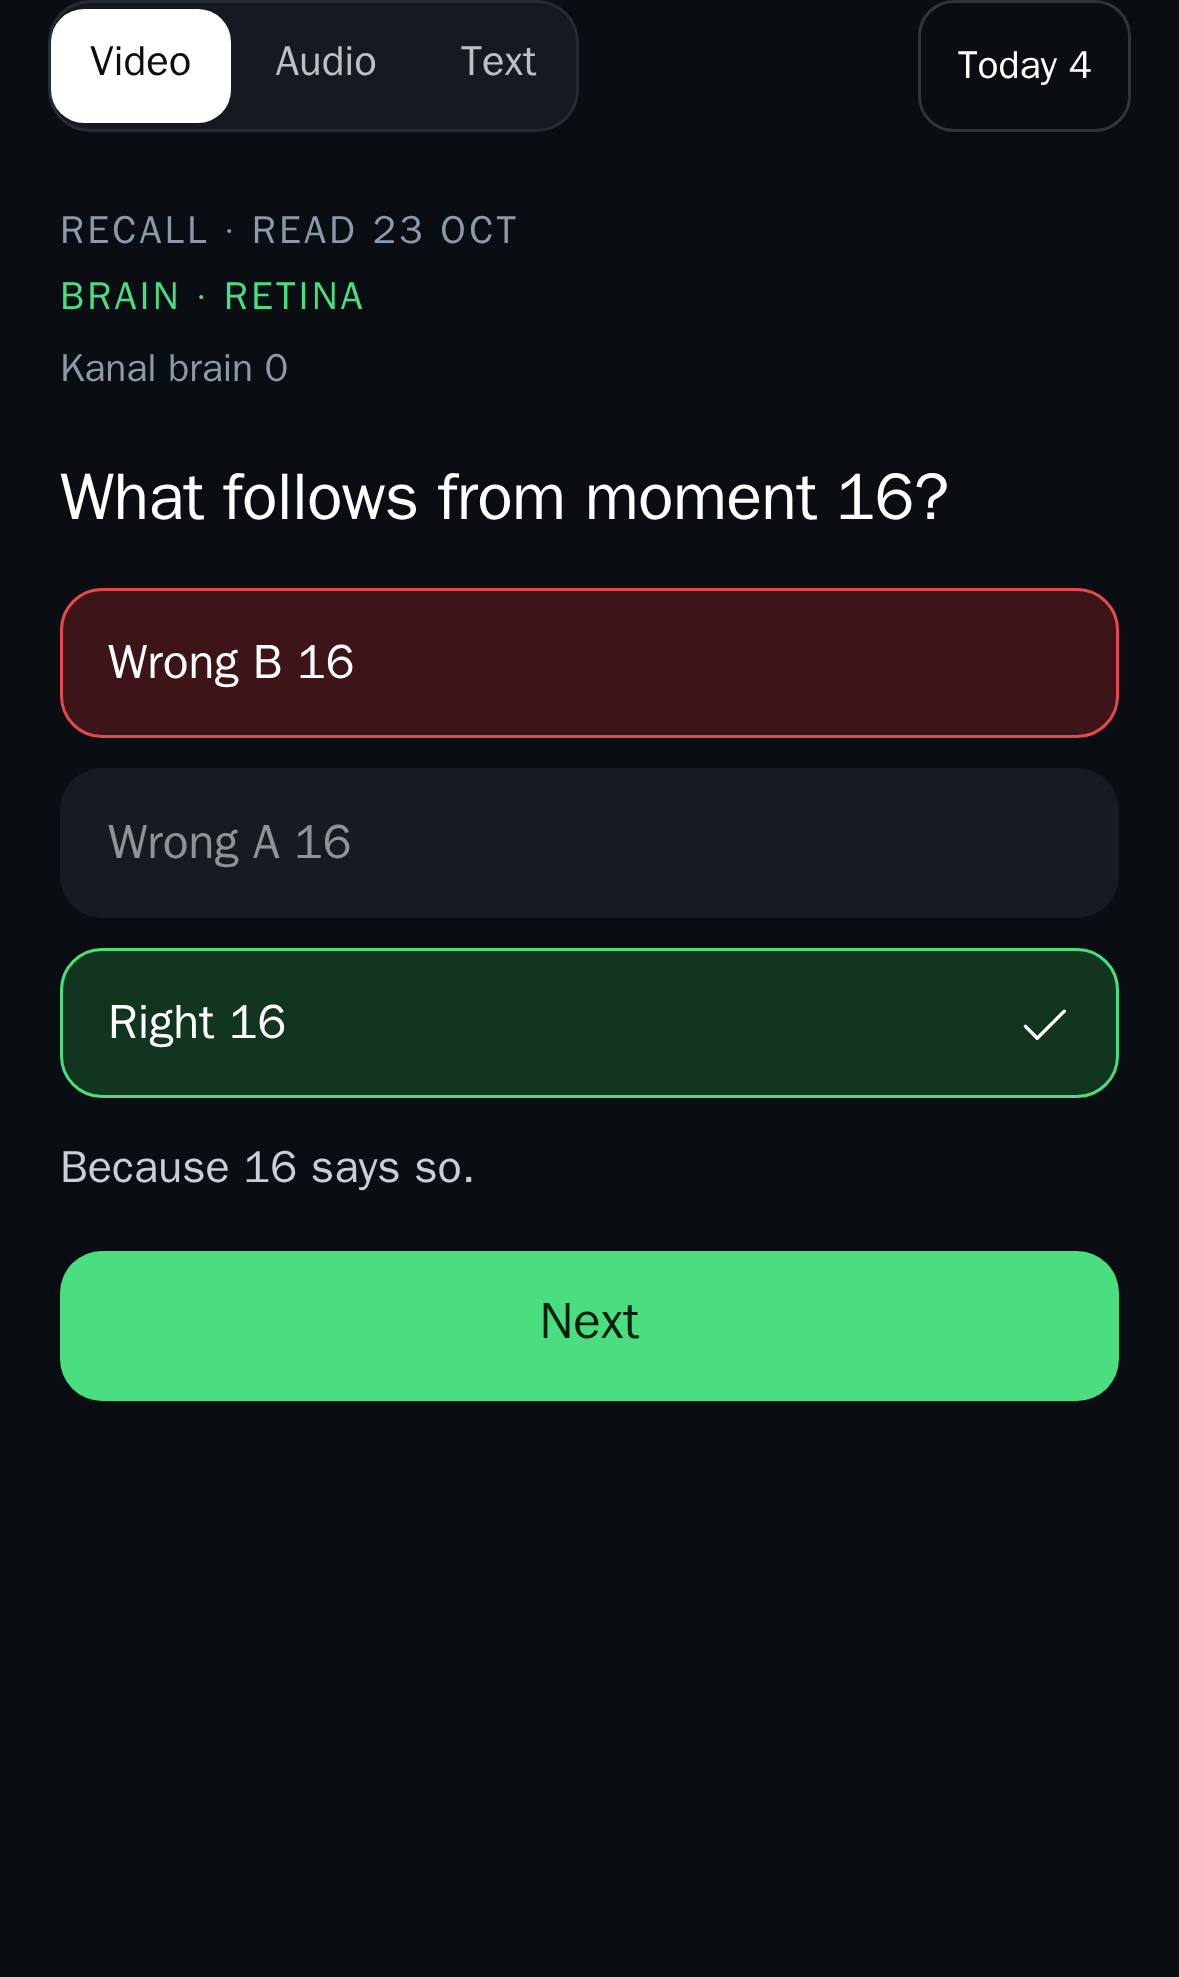 Video Audio Text Today 4
RECALL · READ 23 OCT
BRAIN · RETINA
Kanal brain 0
What follows from moment 16?
Wrong B 16
Wrong A 16
Right 16
Because 16 says so.
Next